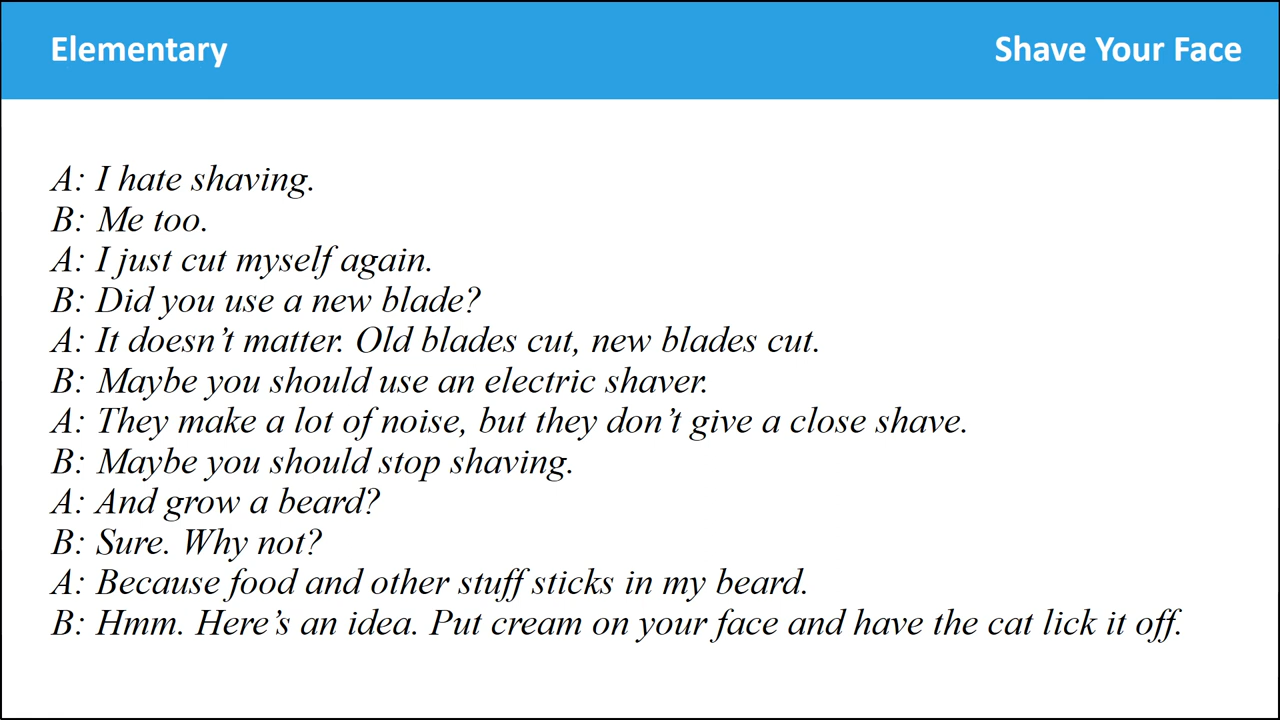 Elementary
Shave Your Face
A: I hate shaving.
B: Me too.
A: I just cut myself again.
B: Did you use a new blade?
A: It doesn’t matter. Old blades cut, new blades cut.
B: Maybe you should use an electric shaver.
A: They make a lot of noise, but they don’t give a close shave.
B: Maybe you should stop shaving.
A: And grow a beard?
B: Sure. Why not?
A: Because food and other stuff sticks in my beard.
B: Hmm. Here’s an idea. Put cream on your face and have the cat lick it off.